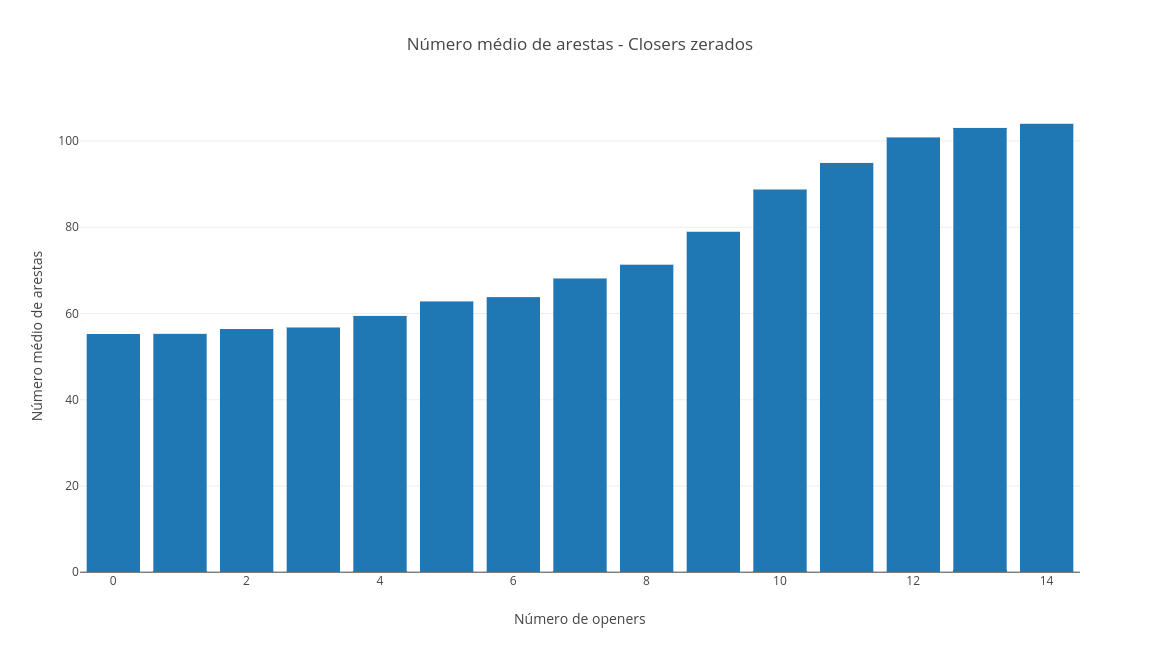 Número médio de arestas - Closers zerados
Número médio de arestas
100
80
60
40
20
0
0 2 4 6 8 10 12 14
Número de openers